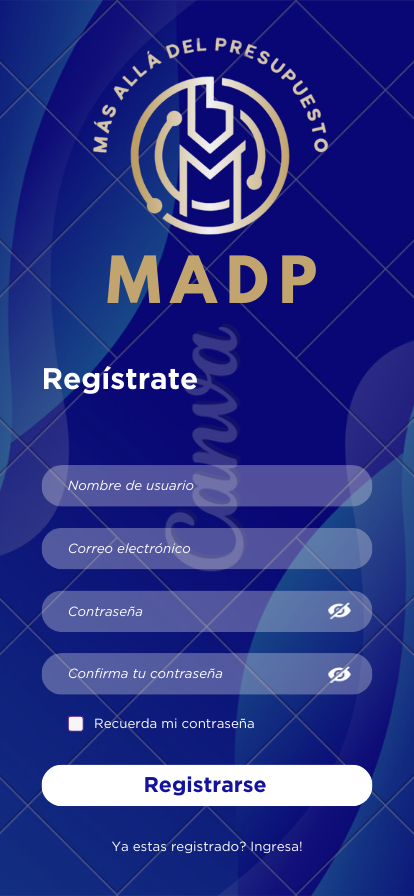 MÁS ALLÁ DEL PRESUPUESTO
MADP
Canva
Regístrate
Nombre de usuario
Correo electrónico
Contraseña
Confirma tu contraseña
Recuerda mi contraseña
Registrarse
Ya estas registrado? Ingresa!